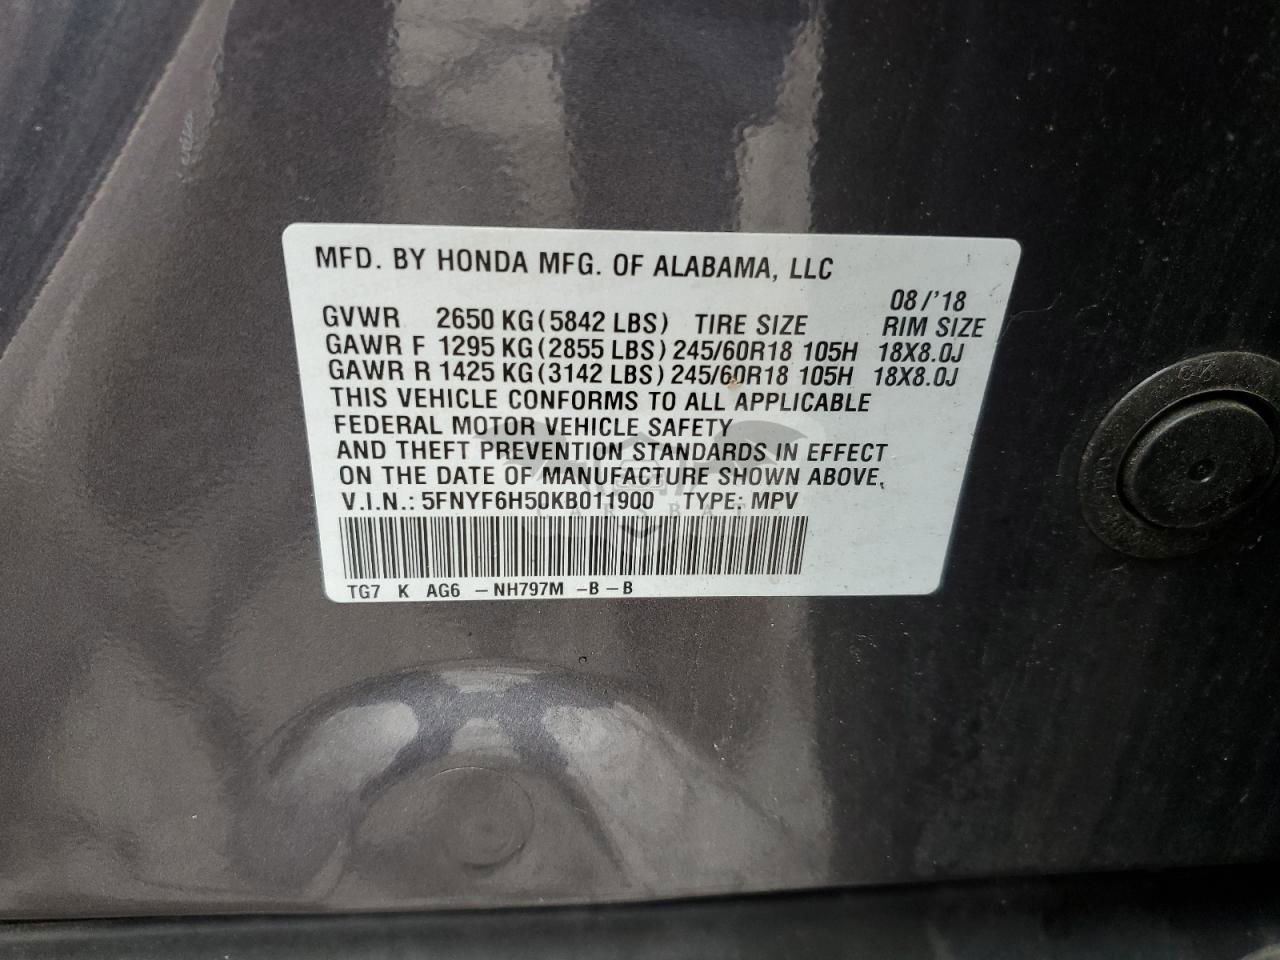 MFD. BY HONDA MFG. OF ALABAMA, LLC
08/'18
GVWR 2650 KG(5842 LBS) TIRE SIZE RIM SIZE
GAWR F 1295 KG(2855 LBS) 245/60R18 105H 18X8.0J
GAWR R 1425 KG(3142 LBS) 245/60R18 105H 18X8.0J
THIS VEHICLE CONFORMS TO ALL APPLICABLE
FEDERAL MOTOR VEHICLE SAFETY
AND THEFT PREVENTION STANDARDS IN EFFECT
ON THE DATE OF MANUFACTURE SHOWN ABOVE.
V.I.N.: 5FNYF6H50KB011900 TYPE: MPV
TG7 K AG6 -NH797M -B-B